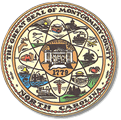 THE GREAT SEAL OF MONTGOMERY COUNTY
1779
NORTH CAROLINA